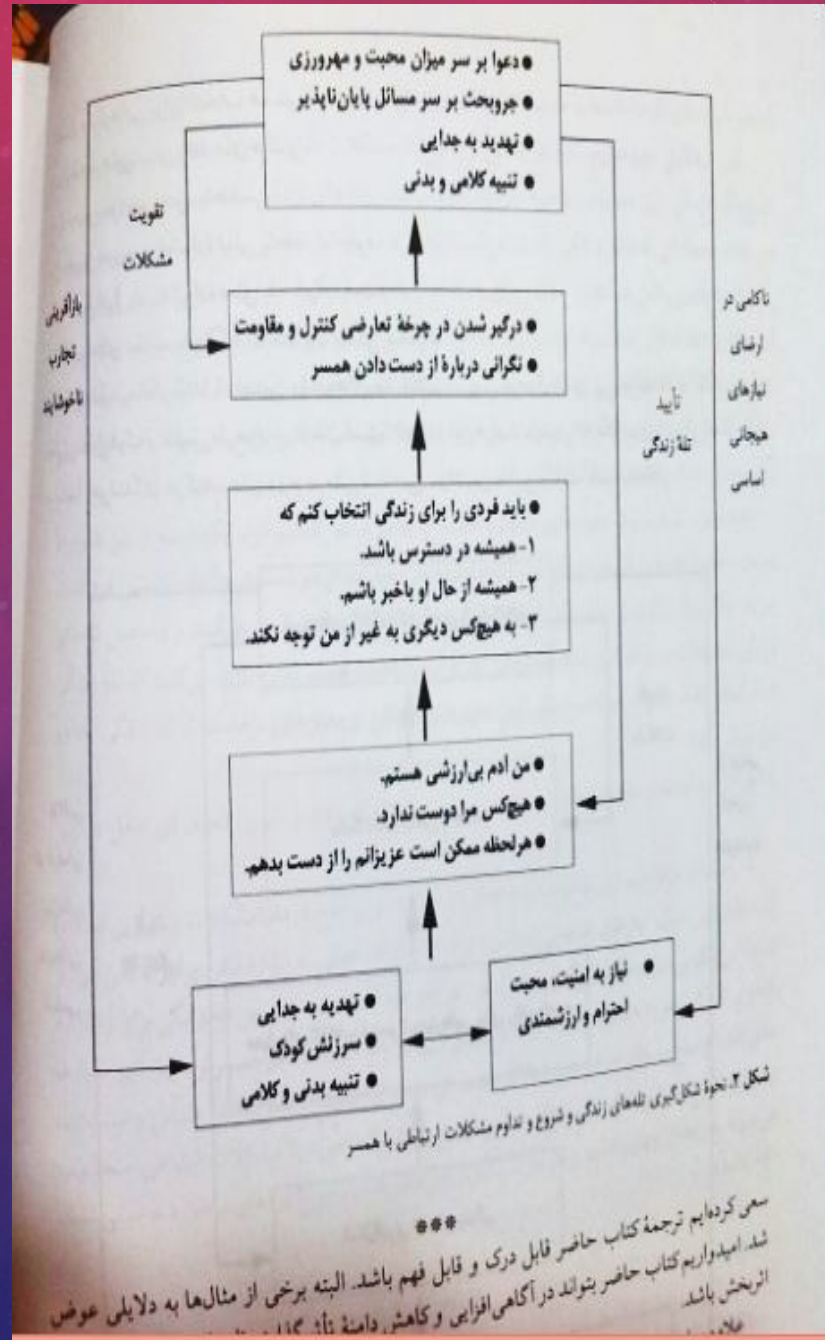 ● دعوا بر سر میزان محبت و مهرورزی
● جروبحث بر سر مسائل پایان‌ناپذیر
● تهدید به جدایی
● تنبیه کلامی و بدنی
تقویت
مشکلات
بازآفرینی
تجارب
ناخوشایند
ناکامی در
ارضای
نیازهای
هیجانی
اساسی
تأیید
تلهٔ زندگی
● درگیر شدن در چرخهٔ تعارضی کنترل و مقاومت
● نگرانی دربارهٔ از دست دادن همسر
● باید فردی را برای زندگی انتخاب کنم که
۱- همیشه در دسترس باشد.
۲- همیشه از حال او باخبر باشم.
۳- به هیچ‌کس دیگری به غیر از من توجه نکند.
● من آدم بی‌ارزشی هستم.
● هیچ‌کس مرا دوست ندارد.
● هرلحظه ممکن است عزیزانم را از دست بدهم.
● نیاز به امنیت، محبت
احترام و ارزشمندی
● تهدید به جدایی
● سرزنش کودک
● تنبیه بدنی و کلامی
شکل ۲. نحوهٔ شکل‌گیری تله‌های زندگی و شروع و تداوم مشکلات ارتباطی با همسر
***
سعی کرده‌ایم ترجمهٔ کتاب حاضر قابل درک و قابل فهم باشد. البته برخی از مثال‌ها به دلایلی عوض
شد. امیدواریم کتاب حاضر بتواند در آگاهی‌افزایی و کاهش دامنهٔ
اثربخش باشد.